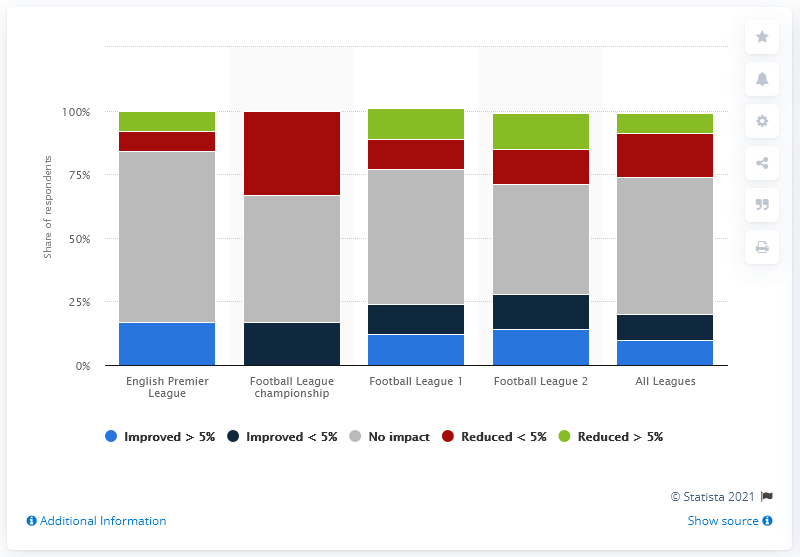 Share of respondents
100%
75%
50%
25%
0%
English Premier
League
Football League
championship
Football League 1
Football League 2
All Leagues
Improved > 5%
Improved < 5%
No impact
Reduced < 5%
Reduced > 5%
© Statista 2021
Additional Information
Show source